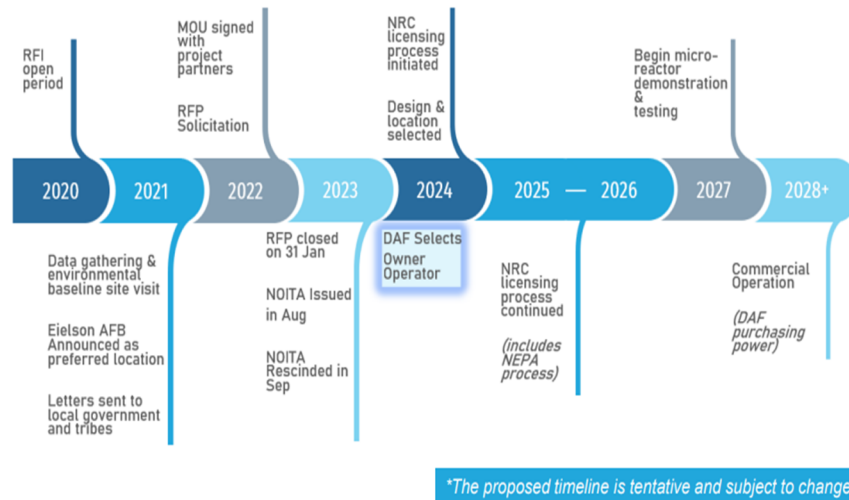 RFI
open
period
MOU signed
with
project
partners
RFP
Solicitation
NRC
licensing
process
initiated
Design &
location
selected
Begin micro-
reactor
demonstration
&
testing
2020
2021
2022
2023
2024
2025 — 2026
2027
2028+
Data gathering &
environmental
baseline site visit
Eielson AFB
Announced as
preferred location
Letters sent to
local government
and tribes
RFP closed
on 31 Jan
NOITA Issued
in Aug
NOITA
Rescinded in
Sep
DAF Selects
Owner
Operator
NRC
licensing
process
continued
(includes
NEPA
process)
Commercial
Operation
(DAF
purchasing
power)
*The proposed timeline is tentative and subject to change